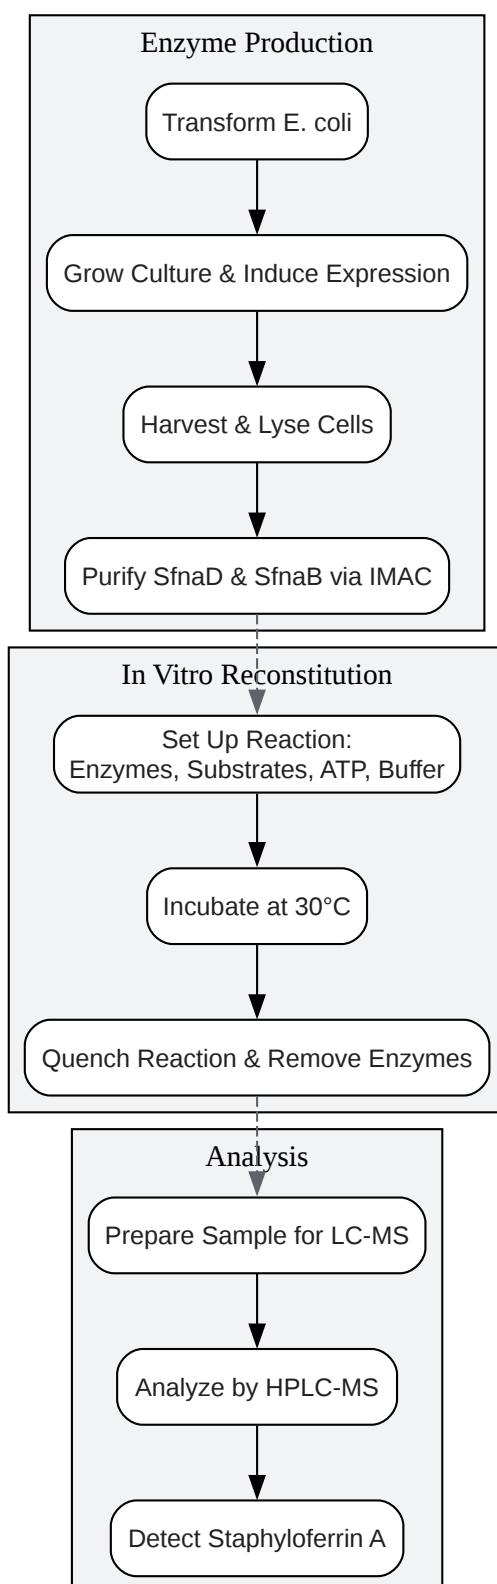 Enzyme Production
Transform E. coli
Grow Culture & Induce Expression
Harvest & Lyse Cells
Purify SfnaD & SfnaB via IMAC
In Vitro Reconstitution
Set Up Reaction:
Enzymes, Substrates, ATP, Buffer
Incubate at 30°C
Quench Reaction & Remove Enzymes
Analysis
Prepare Sample for LC-MS
Analyze by HPLC-MS
Detect Staphyloferrin A